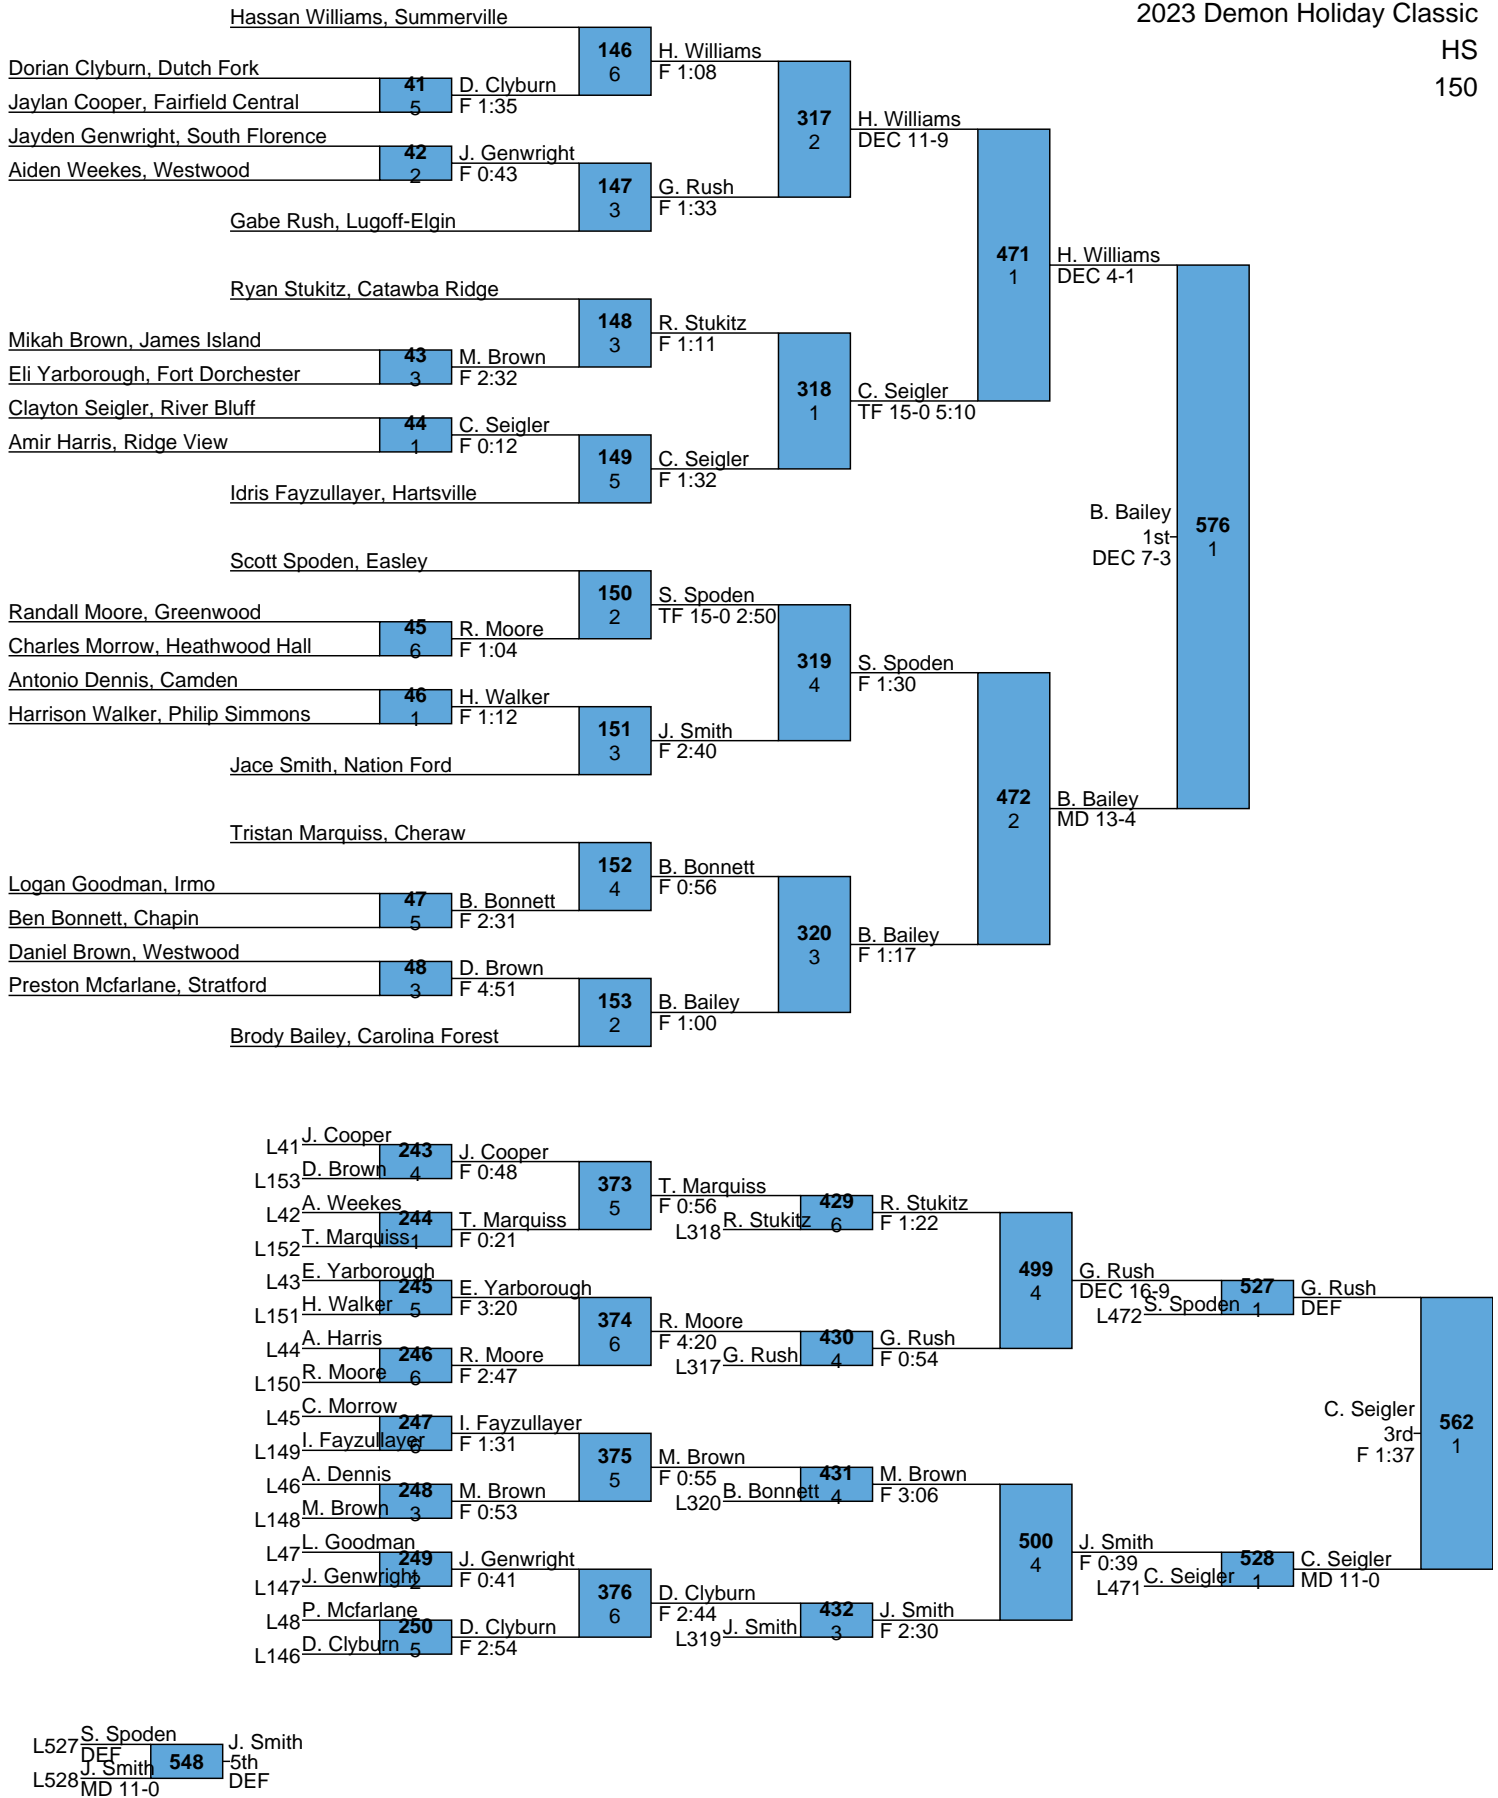 2023 Demon Holiday Classic
HS
150
Hassan Williams, Summerville
146
6
H. Williams
F 1:08
Dorian Clyburn, Dutch Fork
41
5
D. Clyburn
F 1:35
Jaylan Cooper, Fairfield Central
317
2
H. Williams
DEC 11-9
Jayden Genwright, South Florence
42
2
J. Genwright
F 0:43
Aiden Weekes, Westwood
147
3
G. Rush
F 1:33
Gabe Rush, Lugoff-Elgin
471
1
H. Williams
DEC 4-1
Ryan Stukitz, Catawba Ridge
148
3
R. Stukitz
F 1:11
Mikah Brown, James Island
43
3
M. Brown
F 2:32
Eli Yarborough, Fort Dorchester
318
1
C. Seigler
TF 15-0 5:10
Clayton Seigler, River Bluff
44
1
C. Seigler
F 0:12
Amir Harris, Ridge View
149
5
C. Seigler
F 1:32
Idris Fayzullayer, Hartsville
B. Bailey
1st
DEC 7-3
576
1
Scott Spoden, Easley
150
2
S. Spoden
TF 15-0 2:50
Randall Moore, Greenwood
45
6
R. Moore
F 1:04
Charles Morrow, Heathwood Hall
319
4
S. Spoden
F 1:30
Antonio Dennis, Camden
46
1
H. Walker
F 1:12
Harrison Walker, Philip Simmons
151
3
J. Smith
F 2:40
Jace Smith, Nation Ford
472
2
B. Bailey
MD 13-4
Tristan Marquiss, Cheraw
152
4
B. Bonnett
F 0:56
Logan Goodman, Irmo
47
5
B. Bonnett
F 2:31
Ben Bonnett, Chapin
320
3
B. Bailey
F 1:17
Daniel Brown, Westwood
48
3
D. Brown
F 4:51
Preston Mcfarlane, Stratford
153
2
B. Bailey
F 1:00
Brody Bailey, Carolina Forest
L41 J. Cooper
243
4
J. Cooper
F 0:48
L153 D. Brown
373
5
T. Marquiss
F 0:56
L42 A. Weekes
244
1
T. Marquiss
F 0:21
L152 T. Marquiss
L318 R. Stukitz
429
6
R. Stukitz
F 1:22
L43 E. Yarborough
245
5
E. Yarborough
F 3:20
L151 H. Walker
499
4
G. Rush
DEC 16-9
374
6
R. Moore
F 4:20
L44 A. Harris
246
6
R. Moore
F 2:47
L150 R. Moore
L317 G. Rush
430
4
G. Rush
F 0:54
L472 S. Spoden
527
1
G. Rush
DEF
L45 C. Morrow
247
6
I. Fayzullayer
F 1:31
L149 I. Fayzullayer
375
5
M. Brown
F 0:55
C. Seigler
3rd
F 1:37
562
1
L46 A. Dennis
248
3
M. Brown
F 0:53
L148 M. Brown
L320 B. Bonnett
431
4
M. Brown
F 3:06
L47 L. Goodman
249
2
J. Genwright
F 0:41
L147 J. Genwright
500
4
J. Smith
F 0:39
L471 C. Seigler
528
1
C. Seigler
MD 11-0
376
6
D. Clyburn
F 2:44
L48 P. Mcfarlane
250
5
D. Clyburn
F 2:54
L146 D. Clyburn
L319 J. Smith
432
3
J. Smith
F 2:30
L527 S. Spoden
DEF
548
J. Smith
5th
DEF
L528 J. Smith
MD 11-0